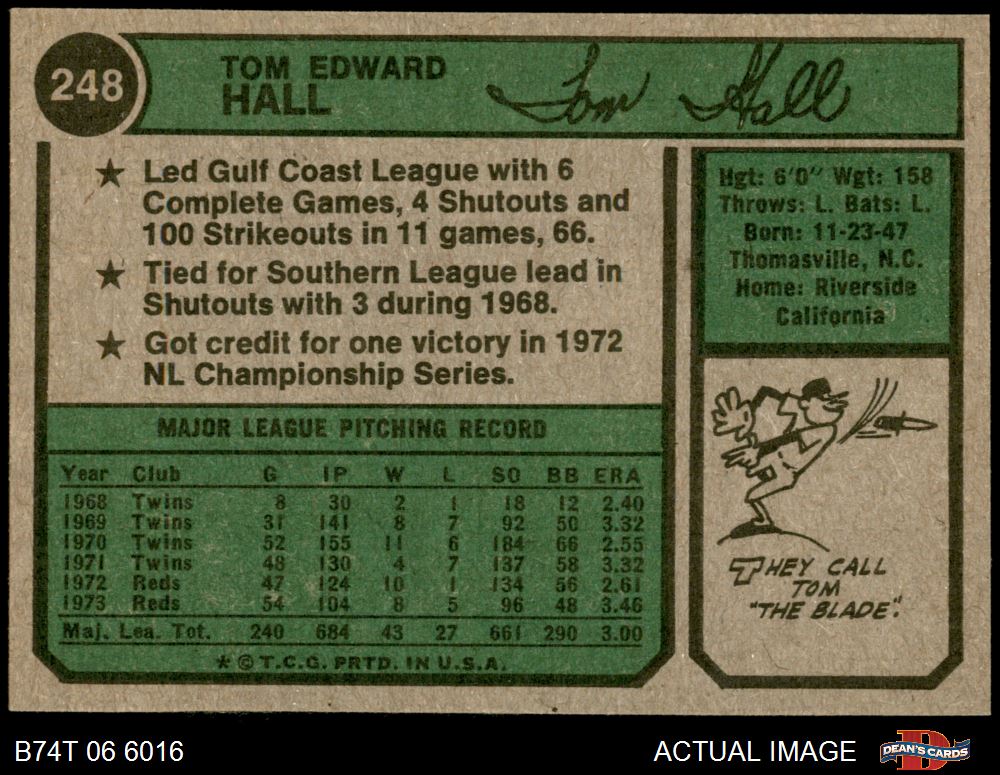 248
TOM EDWARD
HALL
Tom Hall
★ Led Gulf Coast League with 6
Complete Games, 4 Shutouts and
100 Strikeouts in 11 games, 66.
★ Tied for Southern League lead in
Shutouts with 3 during 1968.
★ Got credit for one victory in 1972
NL Championship Series.
Hgt: 6'0" Wgt: 158
Throws: L. Bats: L.
Born: 11-23-47
Thomasville, N.C.
Home: Riverside
California
MAJOR LEAGUE PITCHING RECORD
Year Club G IP W L SO BB ERA
1968 Twins 8 30 2 1 18 12 2.40
1969 Twins 31 141 8 7 92 50 3.32
1970 Twins 52 155 11 6 184 66 2.55
1971 Twins 48 130 4 7 137 58 3.32
1972 Reds 47 124 10 1 134 56 2.61
1973 Reds 54 104 8 5 96 48 3.46
Maj. Lea. Tot. 240 684 43 27 661 290 3.00
★ © T.C.G. PRTD. IN U.S.A.
THEY CALL
TOM
"THE BLADE".
B74T 06 6016
ACTUAL IMAGE
D
DEAN'S CARDS